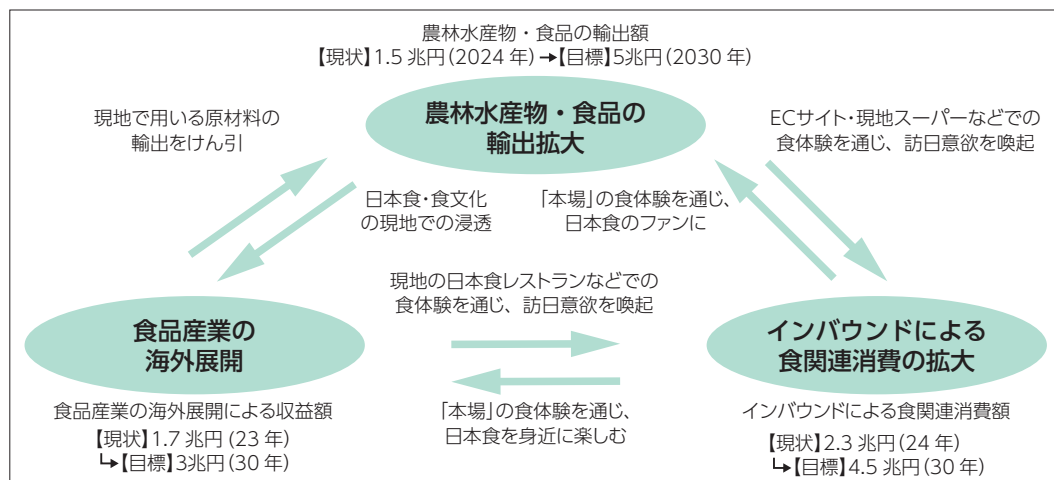 農林水産物・食品の輸出額
【現状】1.5 兆円(2024 年)→【目標】5兆円(2030 年)
農林水産物・食品の
輸出拡大
現地で用いる原材料の
輸出をけん引
ECサイト・現地スーパーなどでの
食体験を通じ、訪日意欲を喚起
日本食・食文化
の現地での浸透
「本場」の食体験を通じ、
日本食のファンに
現地の日本食レストランなどでの
食体験を通じ、訪日意欲を喚起
食品産業の
海外展開
インバウンドによる
食関連消費の拡大
「本場」の食体験を通じ、
日本食を身近に楽しむ
食品産業の海外展開による収益額
【現状】1.7 兆円(23 年)
↳【目標】3兆円(30 年)
インバウンドによる食関連消費額
【現状】2.3 兆円(24 年)
↳【目標】4.5 兆円(30 年)